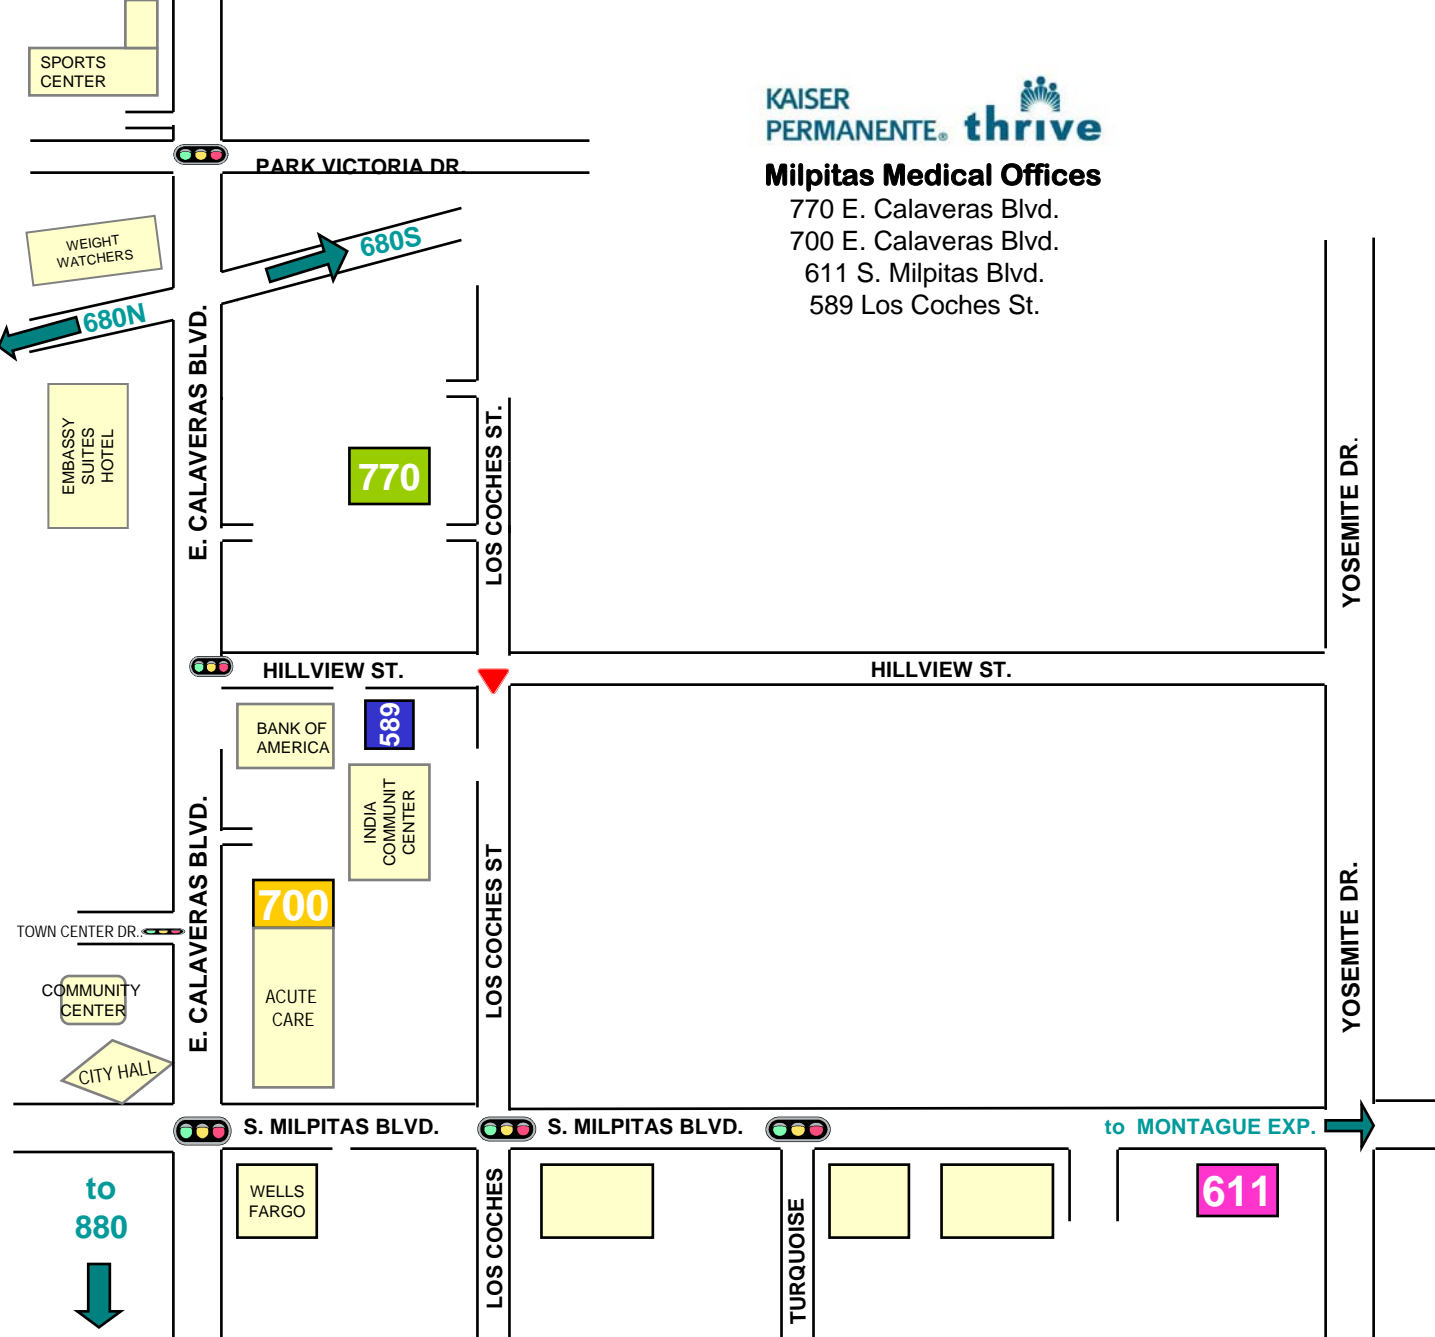 SPORTS
CENTER
KAISER
PERMANENTE® thrive
PARK VICTORIA DR.
Milpitas Medical Offices
770 E. Calaveras Blvd.
700 E. Calaveras Blvd.
611 S. Milpitas Blvd.
589 Los Coches St.
WEIGHT
WATCHERS
680S
680N
E. CALAVERAS BLVD.
EMBASSY
SUITES
HOTEL
770
LOS COCHES ST.
YOSEMITE DR.
HILLVIEW ST.
HILLVIEW ST.
BANK OF
AMERICA
589
INDIA
COMMUNIT
CENTER
E. CALAVERAS BLVD.
700
LOS COCHES ST
YOSEMITE DR.
TOWN CENTER DR..
COMMUNITY
CENTER
ACUTE
CARE
CITY HALL
S. MILPITAS BLVD.
S. MILPITAS BLVD.
to MONTAGUE EXP.
to
880
WELLS
FARGO
LOS COCHES
TURQUOISE
611